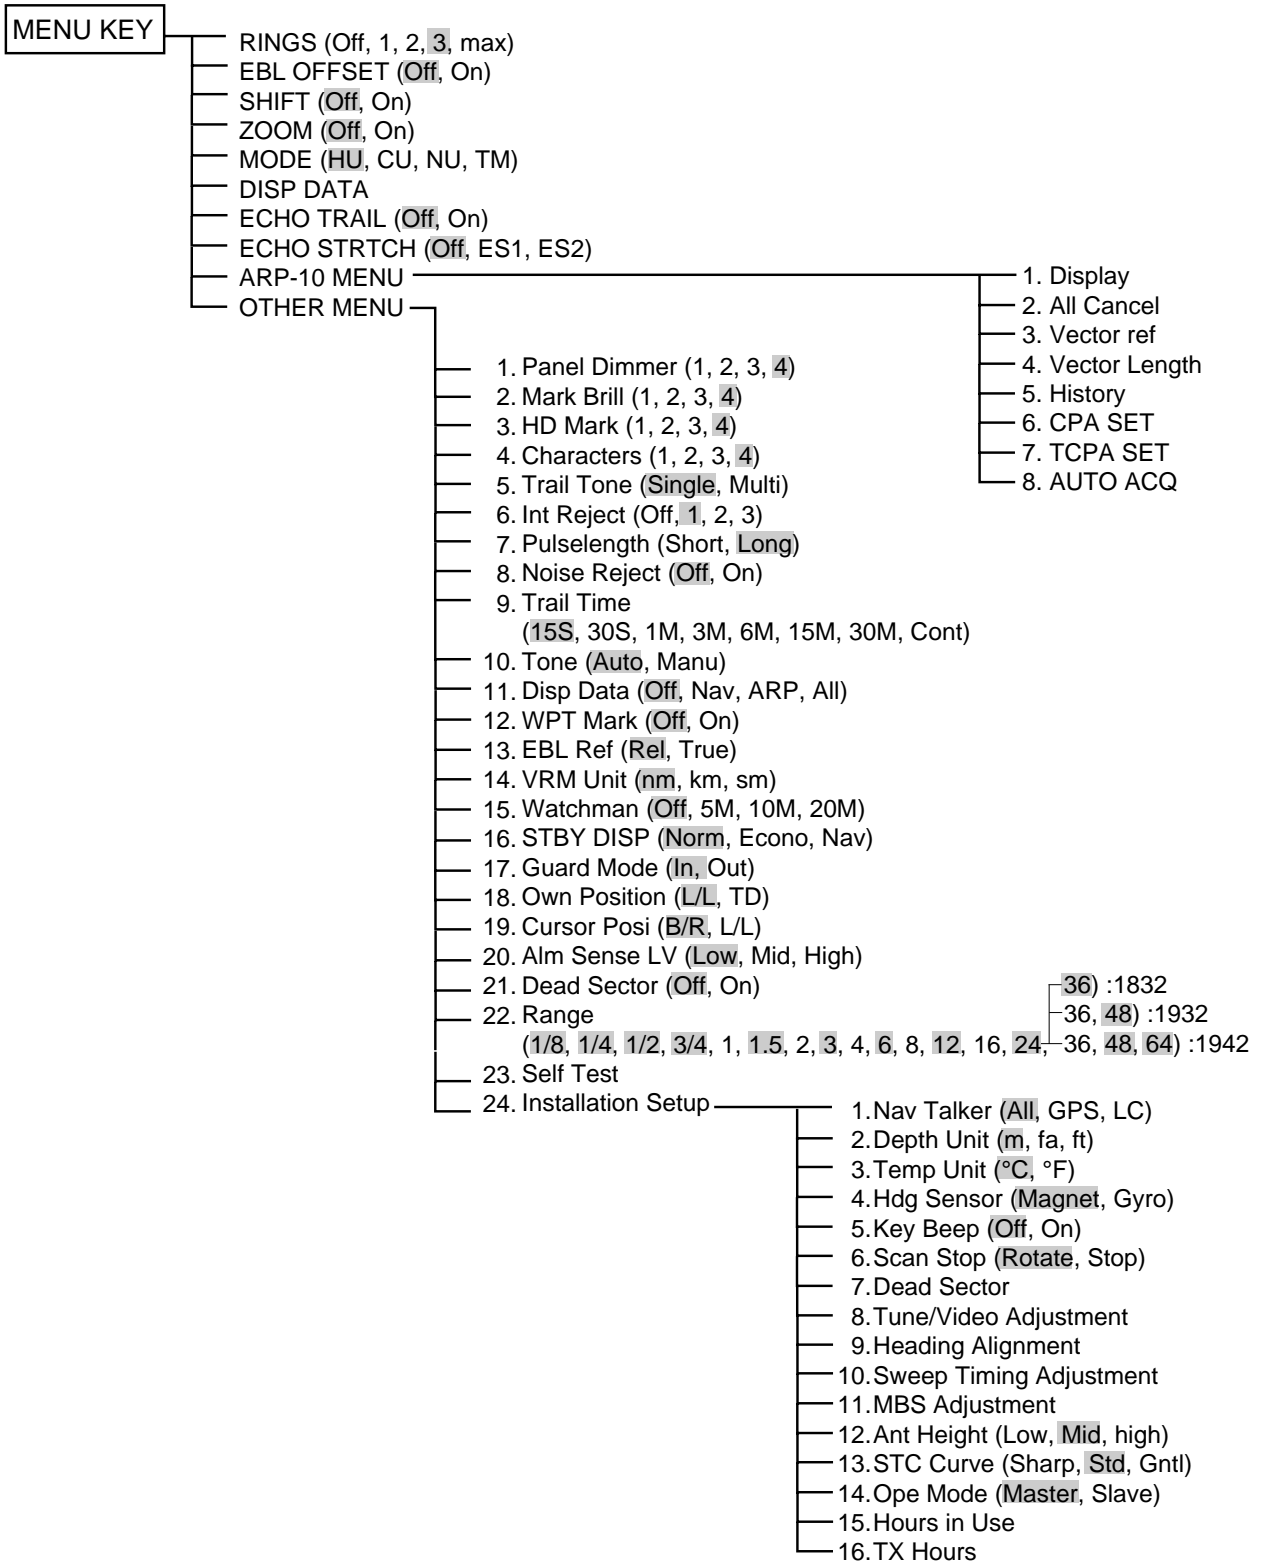 MENU KEY
RINGS (Off, 1, 2, 3, max)
EBL OFFSET (Off, On)
SHIFT (Off, On)
ZOOM (Off, On)
MODE (HU, CU, NU, TM)
DISP DATA
ECHO TRAIL (Off, On)
ECHO STRTCH (Off, ES1, ES2)
ARP-10 MENU
OTHER MENU
1. Display
2. All Cancel
3. Vector ref
4. Vector Length
5. History
6. CPA SET
7. TCPA SET
8. AUTO ACQ
1. Panel Dimmer (1, 2, 3, 4)
2. Mark Brill (1, 2, 3, 4)
3. HD Mark (1, 2, 3, 4)
4. Characters (1, 2, 3, 4)
5. Trail Tone (Single, Multi)
6. Int Reject (Off, 1, 2, 3)
7. Pulselength (Short, Long)
8. Noise Reject (Off, On)
9. Trail Time
(15S, 30S, 1M, 3M, 6M, 15M, 30M, Cont)
10. Tone (Auto, Manu)
11. Disp Data (Off, Nav, ARP, All)
12. WPT Mark (Off, On)
13. EBL Ref (Rel, True)
14. VRM Unit (nm, km, sm)
15. Watchman (Off, 5M, 10M, 20M)
16. STBY DISP (Norm, Econo, Nav)
17. Guard Mode (In, Out)
18. Own Position (L/L, TD)
19. Cursor Posi (B/R, L/L)
20. Alm Sense LV (Low, Mid, High)
21. Dead Sector (Off, On)
22. Range
(1/8, 1/4, 1/2, 3/4, 1, 1.5, 2, 3, 4, 6, 8, 12, 16, 24,
36) :1832
36, 48) :1932
36, 48, 64) :1942
23. Self Test
24. Installation Setup
1. Nav Talker (All, GPS, LC)
2. Depth Unit (m, fa, ft)
3. Temp Unit (°C, °F)
4. Hdg Sensor (Magnet, Gyro)
5. Key Beep (Off, On)
6. Scan Stop (Rotate, Stop)
7. Dead Sector
8. Tune/Video Adjustment
9. Heading Alignment
10. Sweep Timing Adjustment
11. MBS Adjustment
12. Ant Height (Low, Mid, high)
13. STC Curve (Sharp, Std, Gntl)
14. Ope Mode (Master, Slave)
15. Hours in Use
16. TX Hours